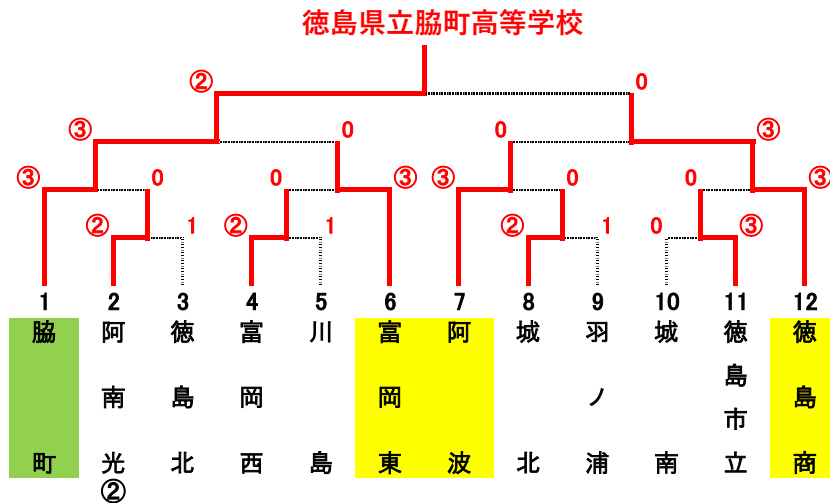 徳島県立脇町高等学校
② 0
③ 0 0 ③
③ 0 0 ③ ③ 0 0 ③
② 1 ② 1 ② 1 0 ③
1 2 3 4 5 6 7 8 9 10 11 12
脇町
阿南光②
徳島北
富岡西
川島
富岡東
阿波
城北
羽ノ浦
城南
徳島市立
徳島商